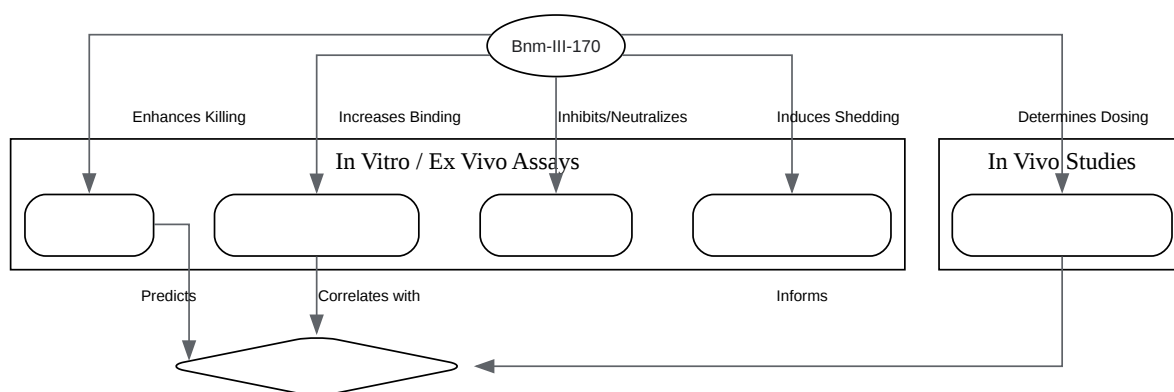 Bnm-III-170
Enhances Killing
Increases Binding
Inhibits/Neutralizes
Induces Shedding
Determines Dosing
In Vitro / Ex Vivo Assays
In Vivo Studies
Predicts
Correlates with
Informs